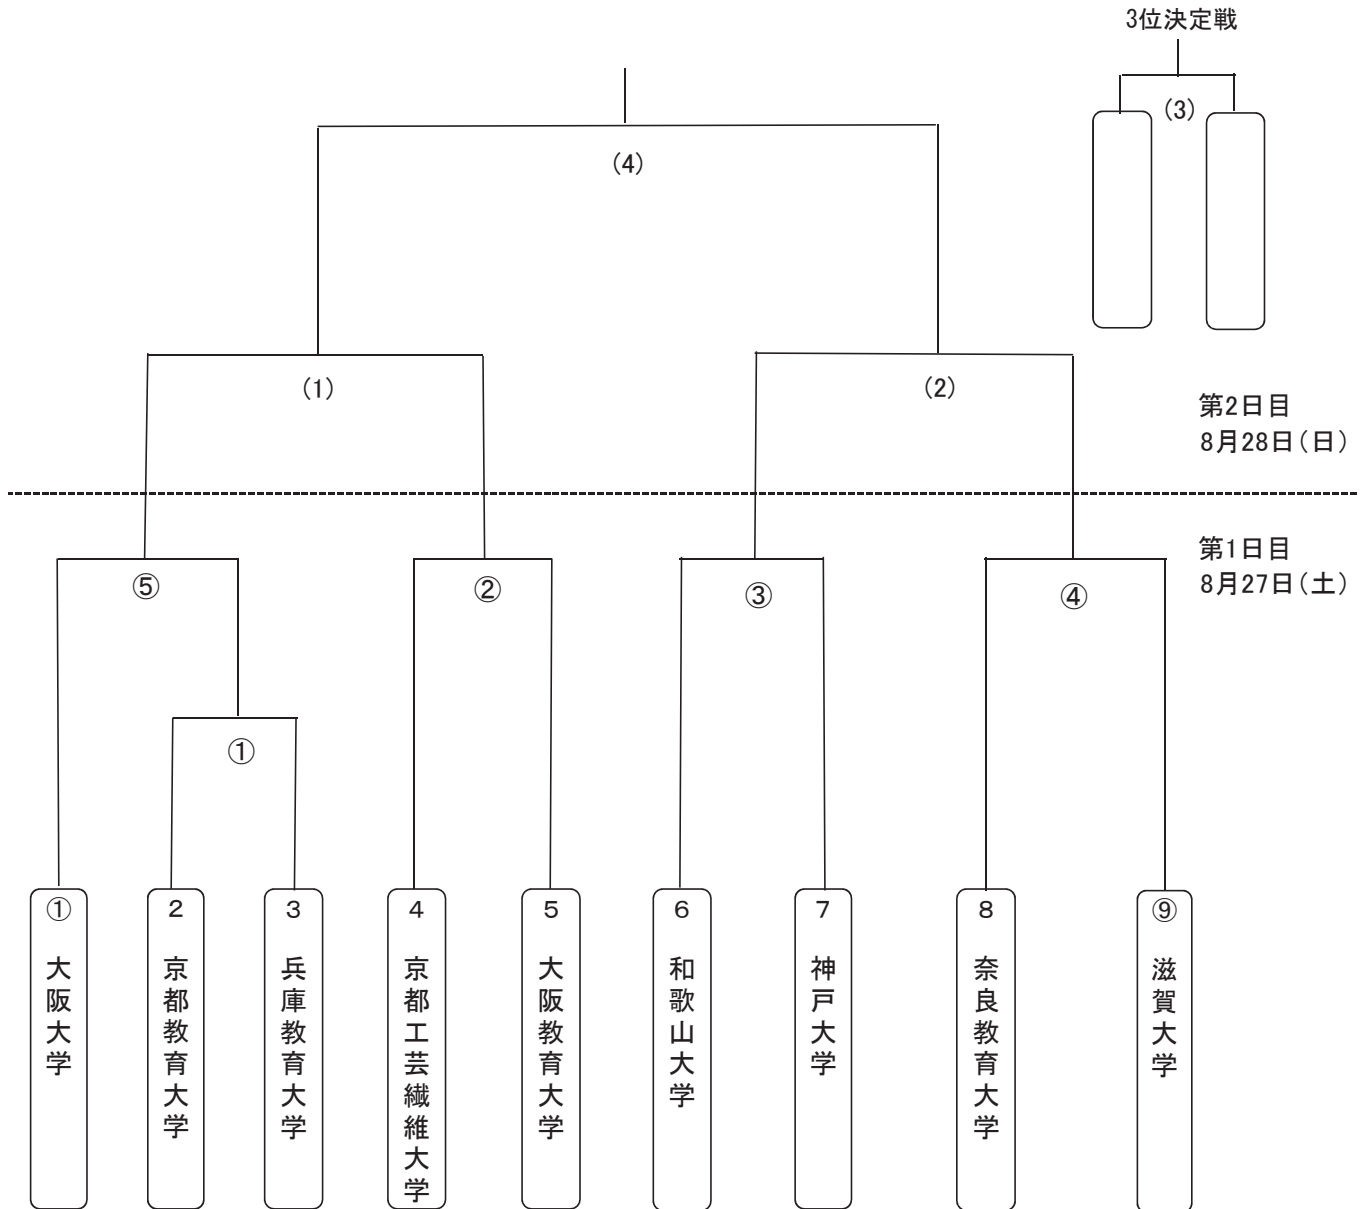 3位決定戦
(3)
(4)
(1)
(2)
第2日目
8月28日(日)
第1日目
8月27日(土)
⑤
②
③
④
①
①
大阪大学
2
京都教育大学
3
兵庫教育大学
4
京都工芸繊維大学
5
大阪教育大学
6
和歌山大学
7
神戸大学
8
奈良教育大学
⑨
滋賀大学